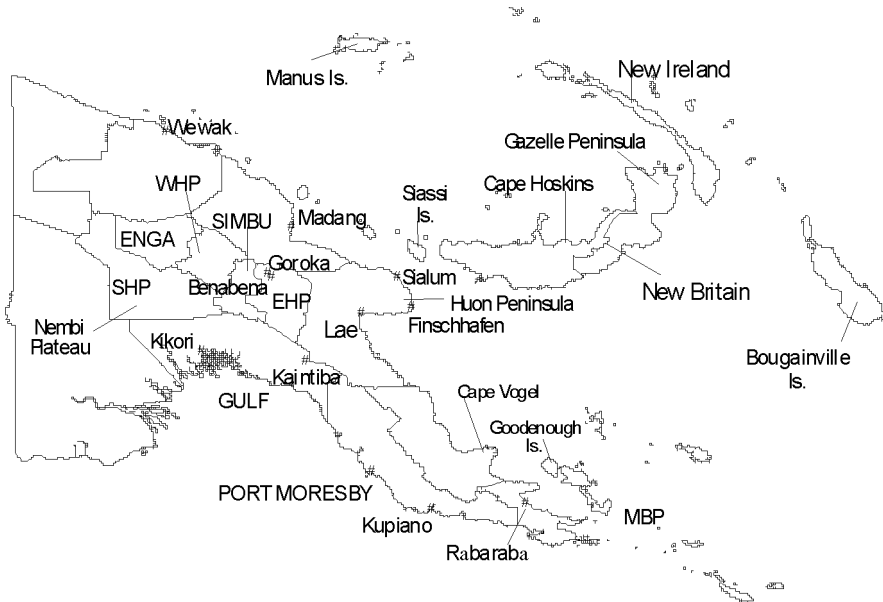 New Ireland
Manus Is.
Wewak
Gazelle Peninsula
WHP
Cape Hoskins
Siassi
Is.
SIMBU
Madang
ENGA
Goroka
Sialum
SHP
Benabena
EHP
Huon Peninsula
New Britain
Finschhafen
Nembi
Plateau
Lae
Kikori
Bougainville
Is.
Kaintiba
GULF
Cape Vogel
Goodenough
Is.
PORT MORESBY
Kupiano
MBP
Rabaraba